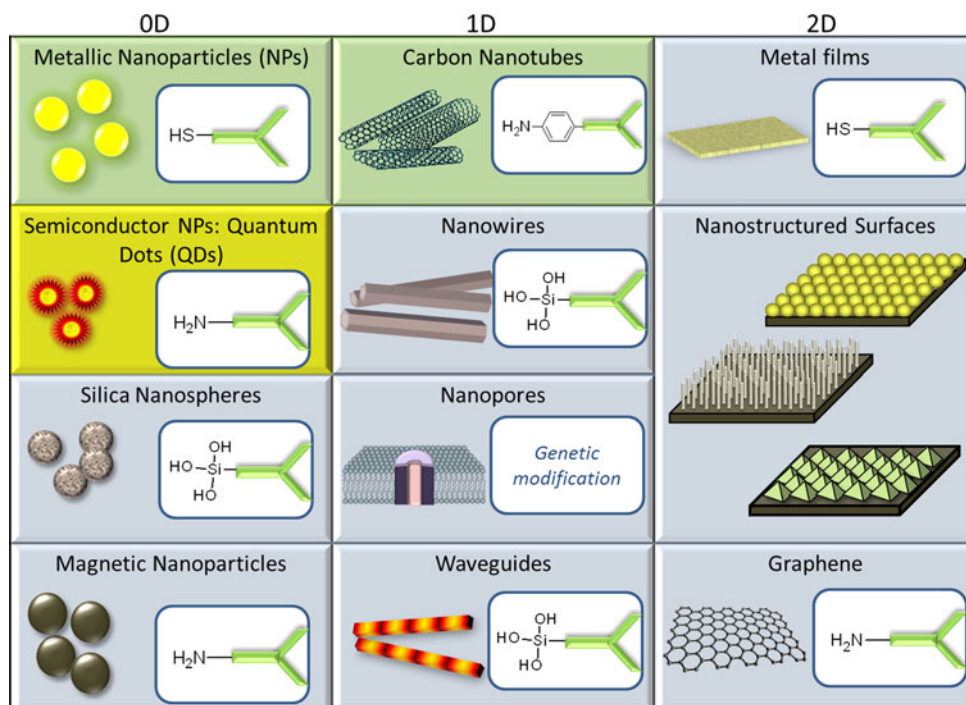 0D
1D
2D
Metallic Nanoparticles (NPs)
HS
Carbon Nanotubes
H2N
Metal films
HS
Semiconductor NPs: Quantum
Dots (QDs)
H2N
Nanowires
OH
HO
Si
HO
Nanostructured Surfaces
Silica Nanospheres
OH
HO
Si
HO
Nanopores
Genetic
modification
Magnetic Nanoparticles
H2N
Waveguides
OH
HO
Si
HO
Graphene
H2N